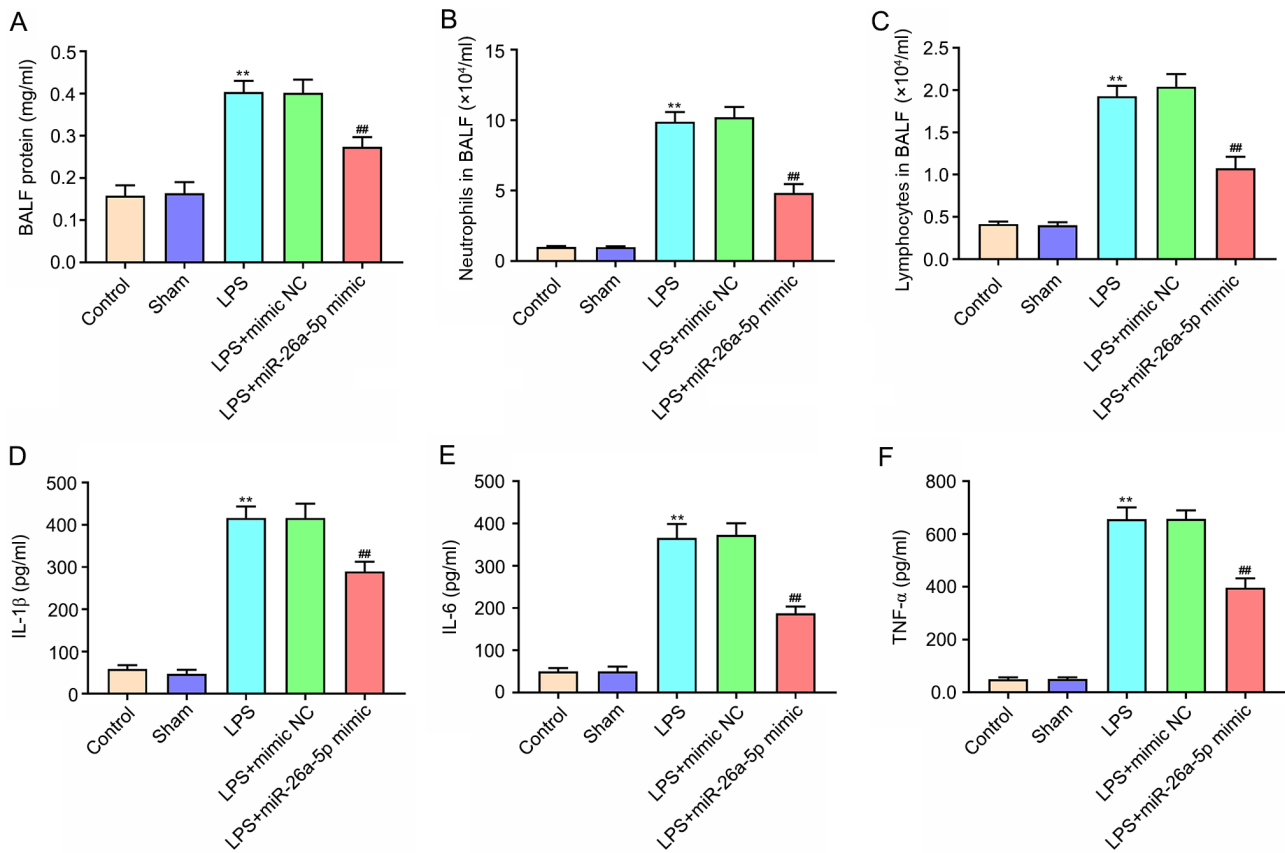 A
BALF protein (mg/ml)
0.5
0.4
0.3
0.2
0.1
0.0
**
##
Control
Sham
LPS
LPS+mimic NC
LPS+miR-26a-5p mimic
B
Neutrophils in BALF (×10⁴/ml)
15
10
5
0
**
##
Control
Sham
LPS
LPS+mimic NC
LPS+miR-26a-5p mimic
C
Lymphocytes in BALF (×10⁴/ml)
2.5
2.0
1.5
1.0
0.5
0.0
**
##
Control
Sham
LPS
LPS+mimic NC
LPS+miR-26a-5p mimic
D
IL-1β (pg/ml)
500
400
300
200
100
0
**
##
Control
Sham
LPS
LPS+mimic NC
LPS+miR-26a-5p mimic
E
IL-6 (pg/ml)
500
400
300
200
100
0
**
##
Control
Sham
LPS
LPS+mimic NC
LPS+miR-26a-5p mimic
F
TNF-α (pg/ml)
800
600
400
200
0.0
**
##
Control
Sham
LPS
LPS+mimic NC
LPS+miR-26a-5p mimic